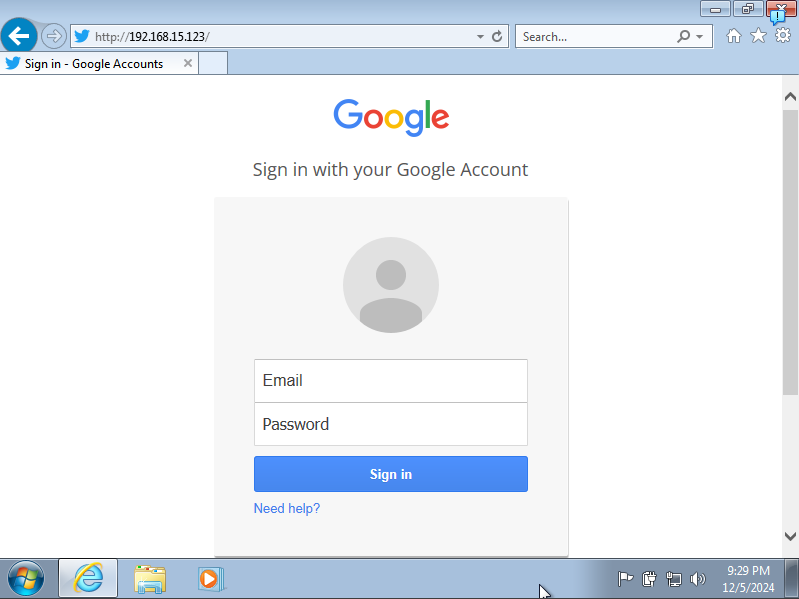 http://192.168.15.123/
Search...
Sign in - Google Accounts
Google
Sign in with your Google Account
Email
Password
Sign in
Need help?
9:29 PM
12/5/2024